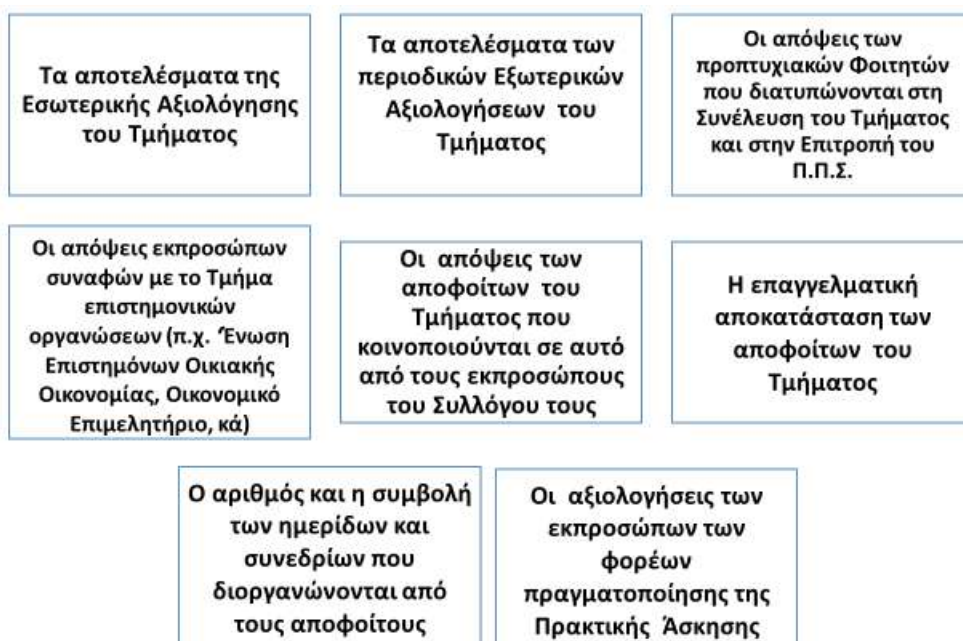 Τα αποτελέσματα της
Εσωτερικής Αξιολόγησης
του Τμήματος
Τα αποτελέσματα των
περιοδικών Εξωτερικών
Αξιολογήσεων του
Τμήματος
Οι απόψεις των
προπτυχιακών Φοιτητών
που διατυπώνονται στη
Συνέλευση του Τμήματος
και στην Επιτροπή του
Π.Π.Σ.
Οι απόψεις εκπροσώπων
συναφών με το Τμήμα
επιστημονικών
οργανώσεων (π.χ. Ένωση
Επιστημόνων Οικιακής
Οικονομίας, Οικονομικό
Επιμελητήριο, κά)
Οι απόψεις των
αποφοίτων του
Τμήματος που
κοινοποιούνται σε αυτό
από τους εκπροσώπους
του Συλλόγου τους
Η επαγγελματική
αποκατάσταση των
αποφοίτων του
Τμήματος
Ο αριθμός και η συμβολή
των ημερίδων και
συνεδρίων που
διοργανώνονται από
τους αποφοίτους
Οι αξιολογήσεις των
εκπροσώπων των
φορέων
πραγματοποίησης της
Πρακτικής Άσκησης